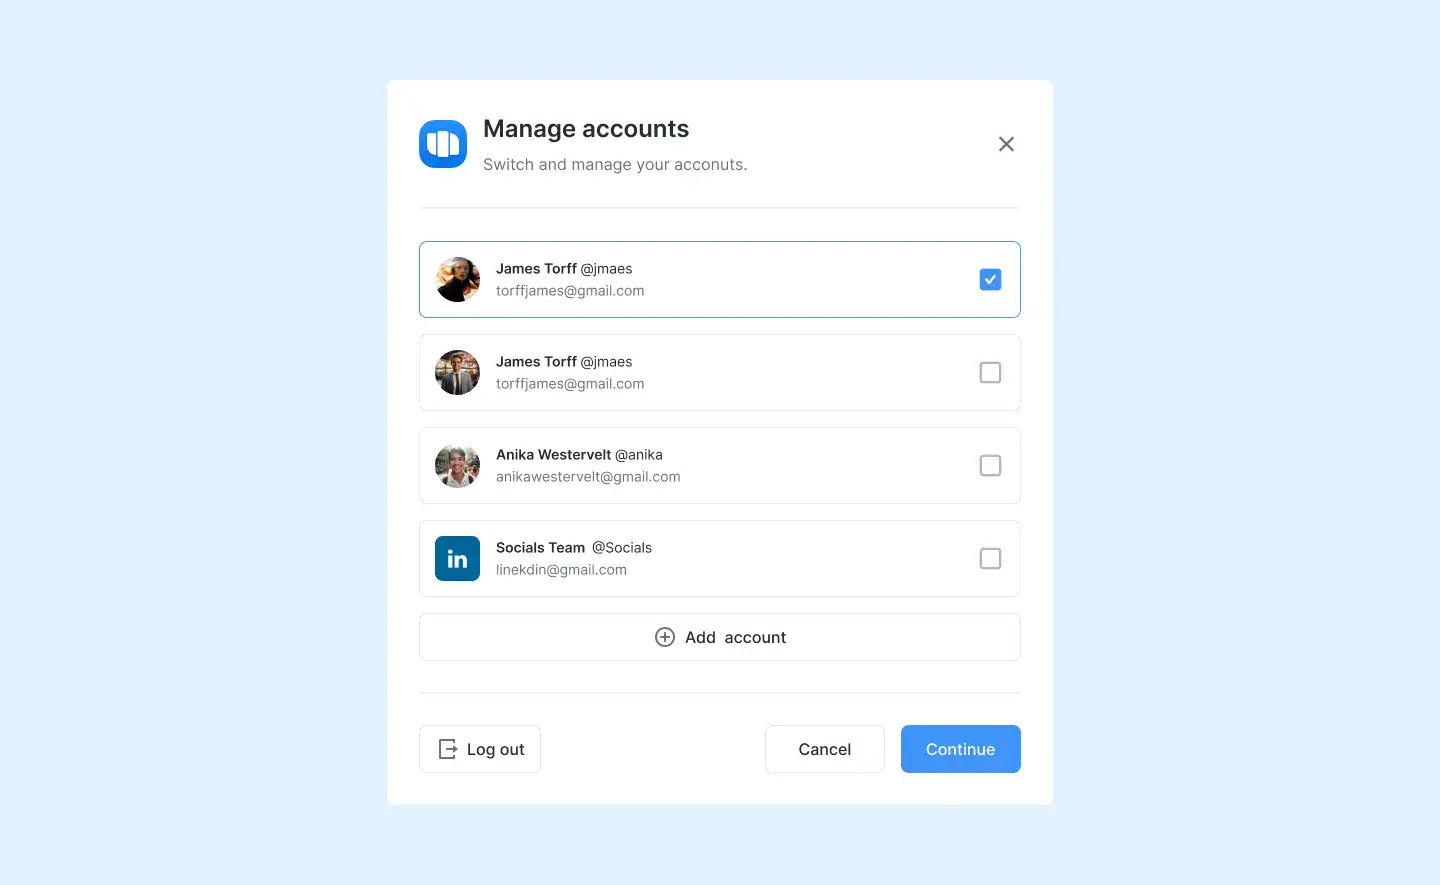 Manage accounts
Switch and manage your acconuts.
James Torff @jmaes
torffjames@gmail.com
James Torff @jmaes
torffjames@gmail.com
Anika Westervelt @anika
anikawestervelt@gmail.com
in
Socials Team @Socials
linekdin@gmail.com
Add account
Log out
Cancel
Continue